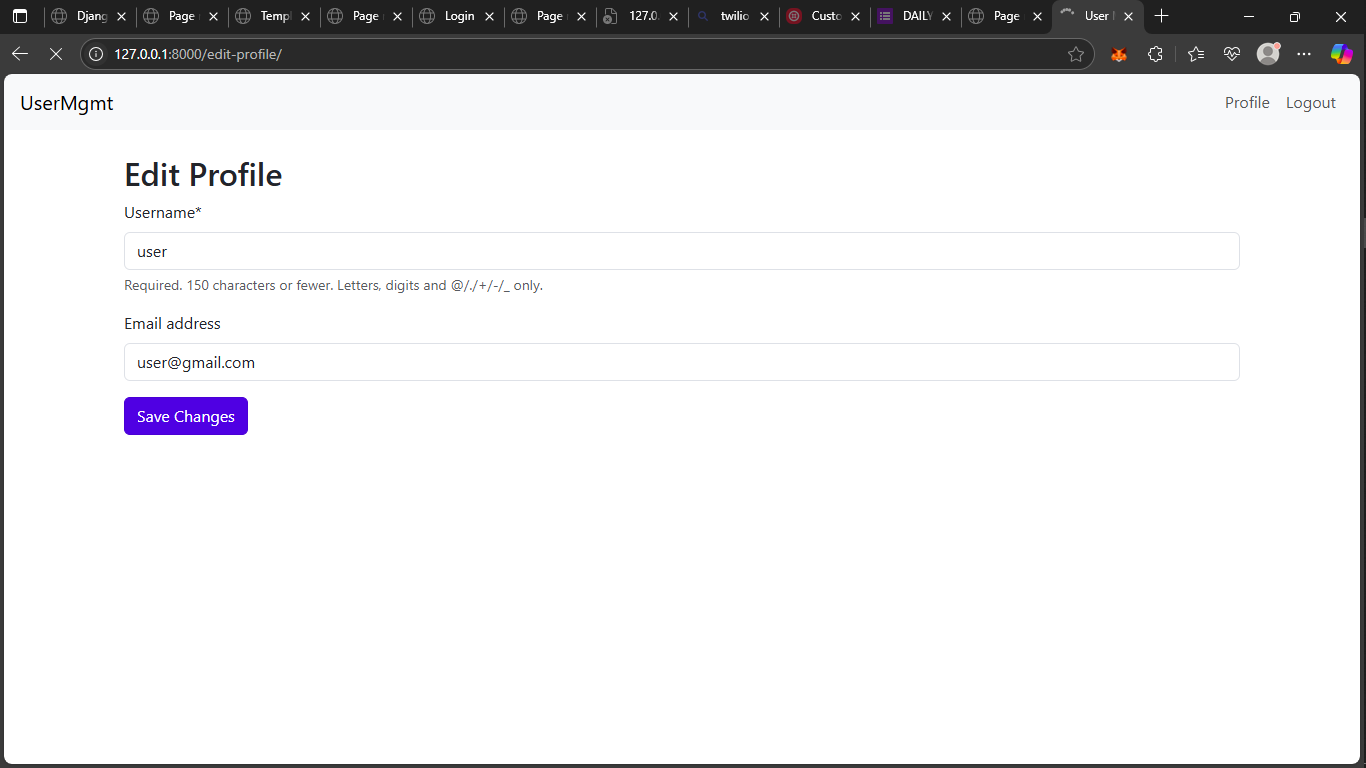 Djang
Page
Templ
Page
Login
Page
127.0.
twilio
Custo
DAILY
Page
User
127.0.0.1:8000/edit-profile/
UserMgmt
Profile
Logout
Edit Profile
Username*
user
Required. 150 characters or fewer. Letters, digits and @/./+/-/_ only.
Email address
user@gmail.com
Save Changes